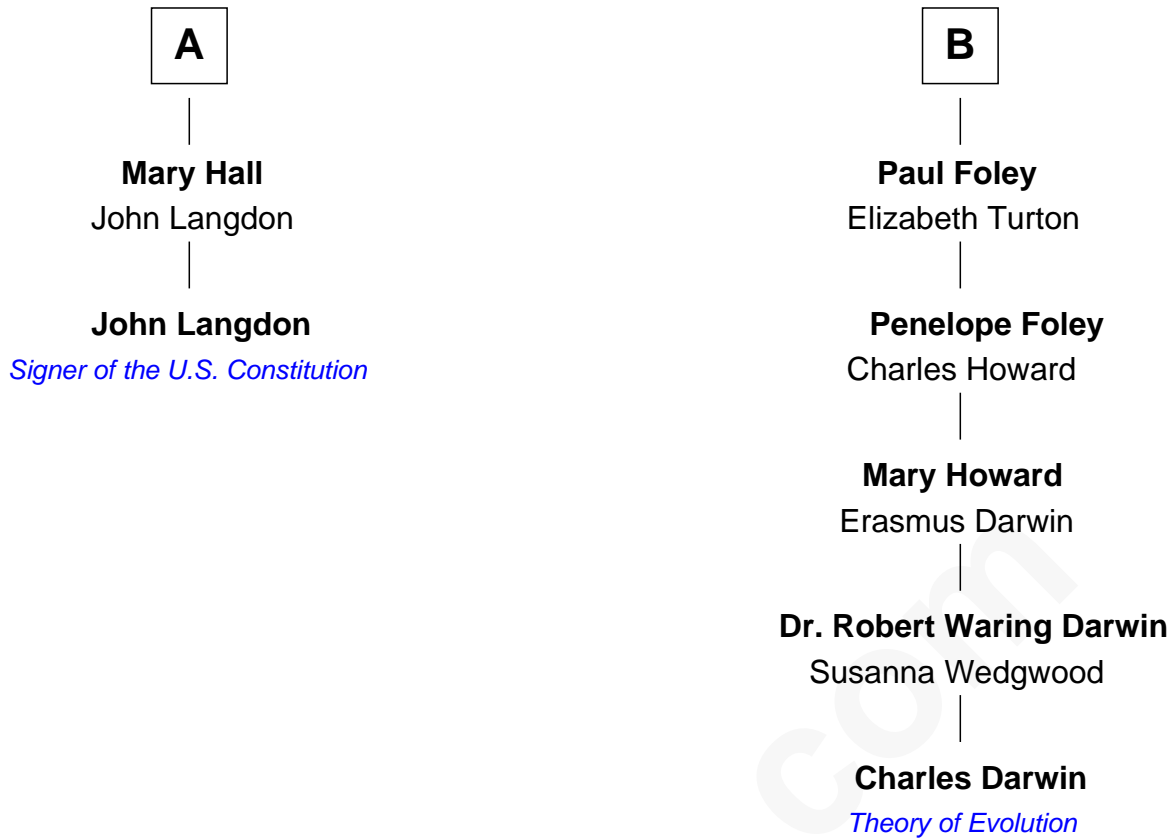 A
Mary Hall
John Langdon
John Langdon
Signer of the U.S. Constitution
B
Paul Foley
Elizabeth Turton
Penelope Foley
Charles Howard
Mary Howard
Erasmus Darwin
Dr. Robert Waring Darwin
Susanna Wedgwood
Charles Darwin
Theory of Evolution
com